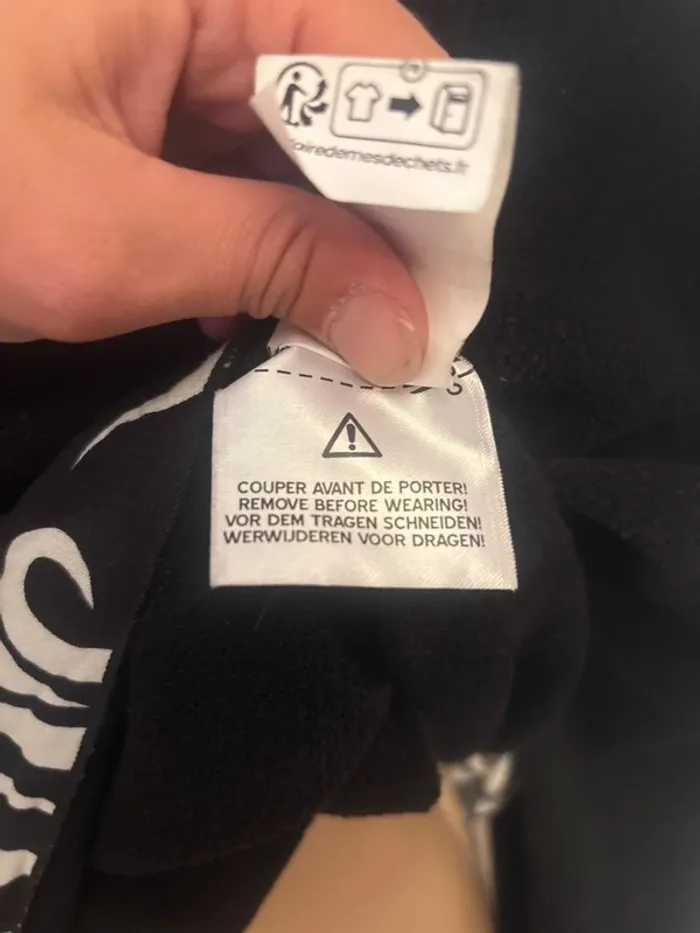 COUPER AVANT DE PORTER!
REMOVE BEFORE WEARING!
VOR DEM TRAGEN SCHNEIDEN!
WERWIJDEREN VOOR DRAGEN!